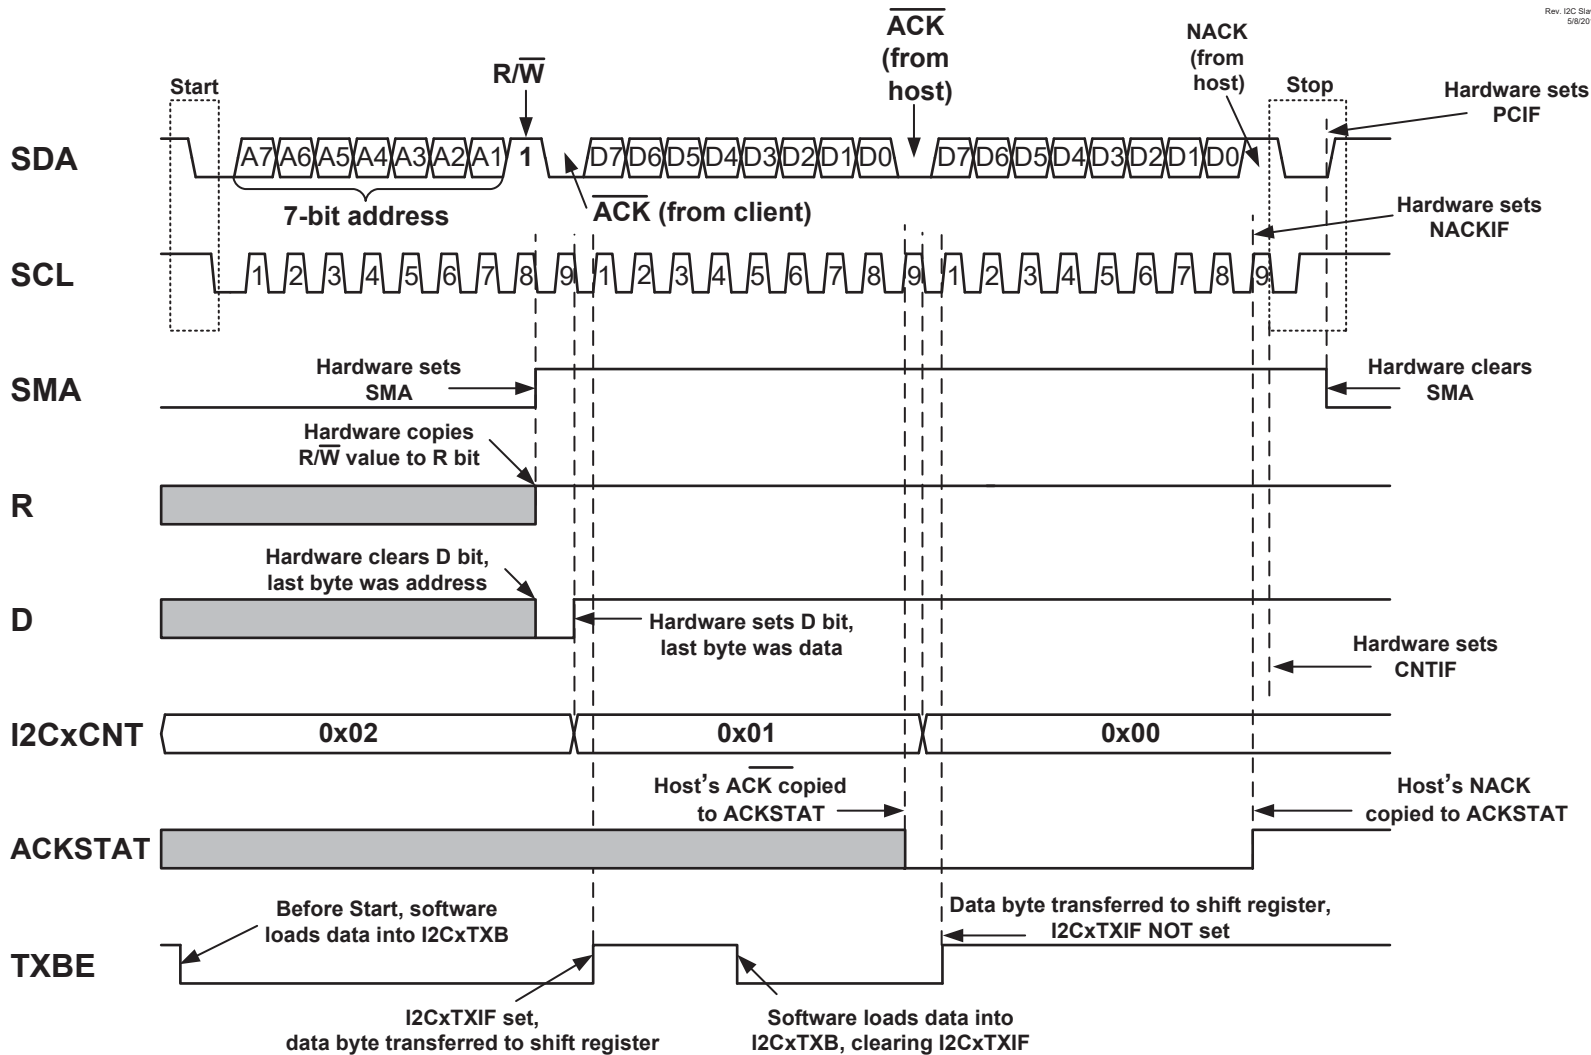 Rev. I2C Sla
5/8/20
ACK
(from
host)
NACK
(from
host)
R/W
Start
Stop
Hardware sets
PCIF
SDA
A7 A6 A5 A4 A3 A2 A1 1 D7 D6 D5 D4 D3 D2 D1 D0 D7 D6 D5 D4 D3 D2 D1 D0
7-bit address
ACK (from client)
Hardware sets
NACKIF
SCL
1 2 3 4 5 6 7 8 9 1 2 3 4 5 6 7 8 9 1 2 3 4 5 6 7 8 9
SMA
Hardware sets
SMA
Hardware clears
SMA
Hardware copies
R/W value to R bit
R
Hardware clears D bit,
last byte was address
D
Hardware sets D bit,
last byte was data
Hardware sets
CNTIF
I2CxCNT
0x02 0x01 0x00
Host's ACK copied
to ACKSTAT
Host's NACK
copied to ACKSTAT
ACKSTAT
Before Start, software
loads data into I2CxTXB
Data byte transferred to shift register,
I2CxTXIF NOT set
TXBE
I2CxTXIF set,
data byte transferred to shift register
Software loads data into
I2CxTXB, clearing I2CxTXIF